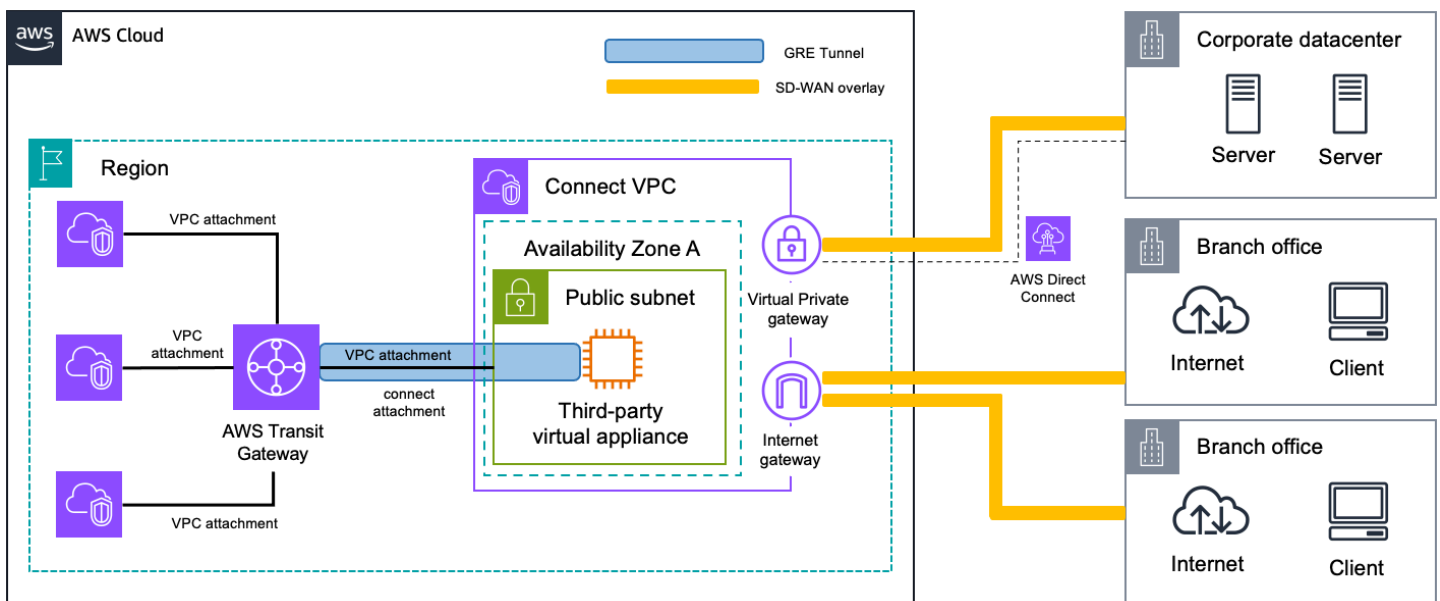 aws
AWS Cloud
GRE Tunnel
SD-WAN overlay
Corporate datacenter
Server
Server
Region
VPC attachment
Connect VPC
Availability Zone A
Public subnet
Virtual Private
gateway
AWS Direct
Connect
Branch office
Internet
Client
VPC
attachment
VPC attachment
connect
attachment
Third-party
virtual appliance
AWS Transit
Gateway
Internet
gateway
VPC attachment
Branch office
Internet
Client